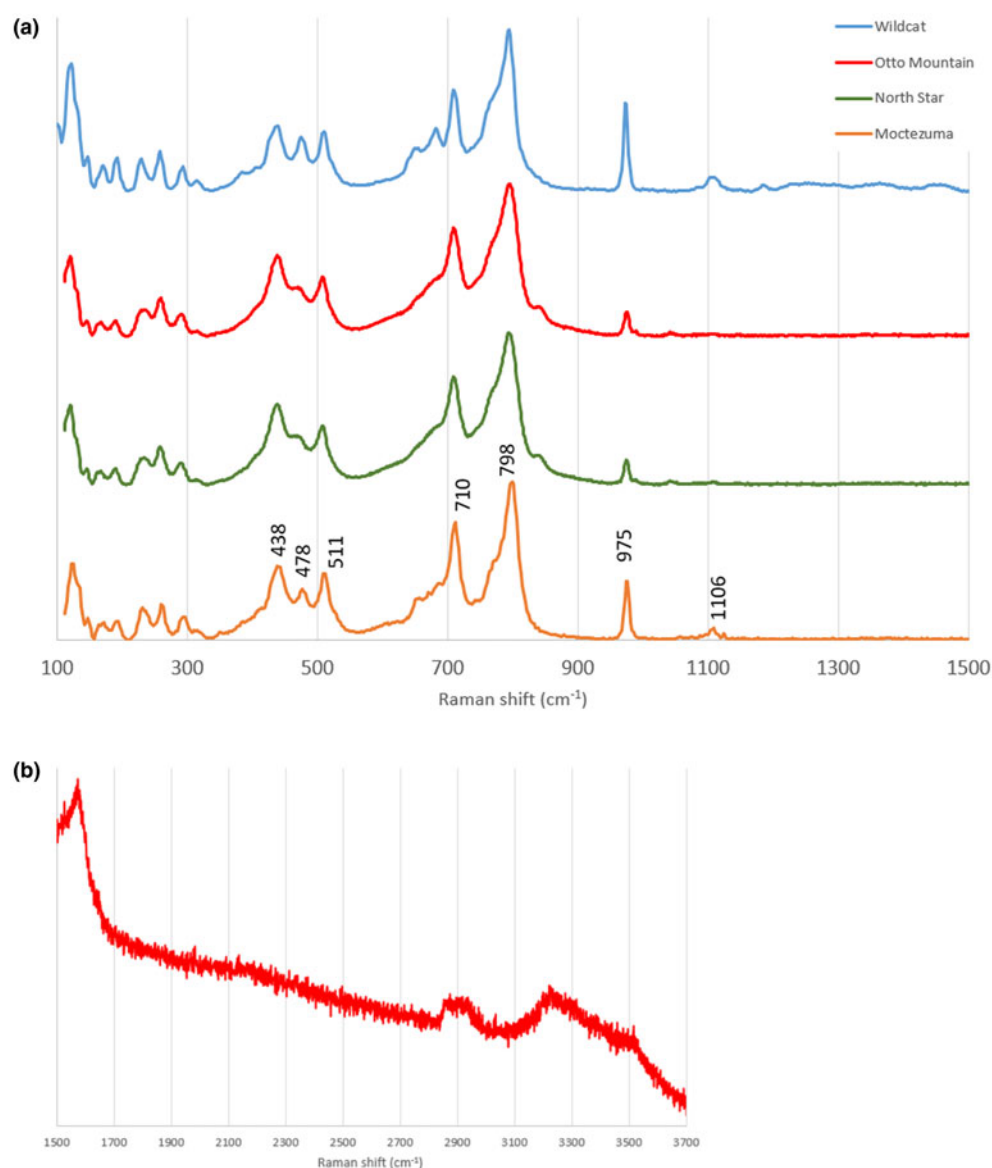 (a)
Wildcat
Otto Mountain
North Star
Moctezuma
438
478
511
710
798
975
1106
100 300 500 700 900 1100 1300 1500
Raman shift (cm⁻¹)
(b)
1500 1700 1900 2100 2300 2500 2700 2900 3100 3300 3500 3700
Raman shift (cm⁻¹)